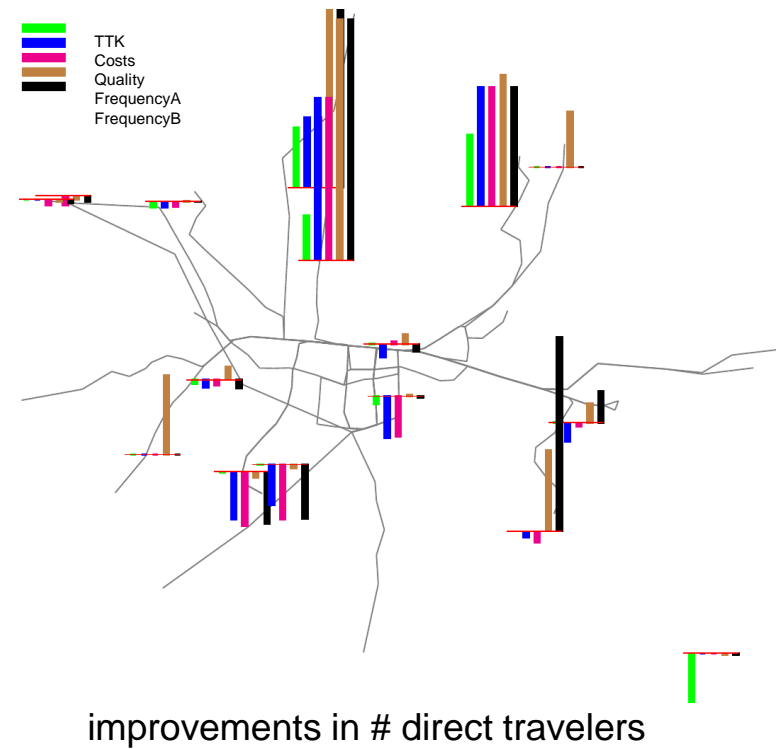 TTK
Costs
Quality
FrequencyA
FrequencyB
improvements in # direct travelers